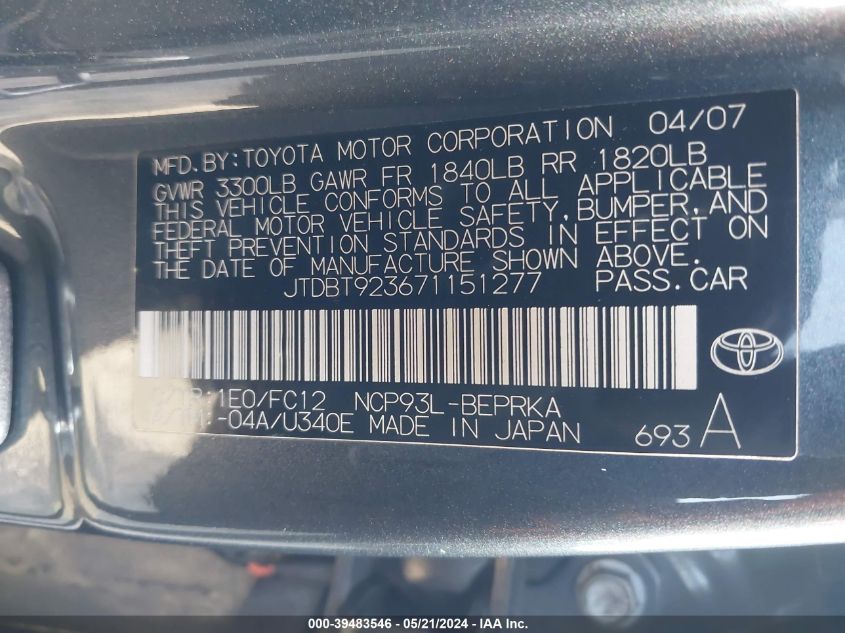 MFD.BY:TOYOTA MOTOR CORPORATION 04/07
GVWR 3300LB GAWR FR 1840LB RR 1820LB
THIS VEHICLE CONFORMS TO ALL APPLICABLE
FEDERAL MOTOR VEHICLE SAFETY,BUMPER,AND
THEFT PREVENTION STANDARDS IN EFFECT ON
THE DATE OF MANUFACTURE SHOWN ABOVE.
JTDBT923671151277 PASS.CAR
:1E0/FC12 NCP93L-BEPRKA
-04A/U340E MADE IN JAPAN 693 A
000-39483546 - 05/21/2024 - IAA Inc.